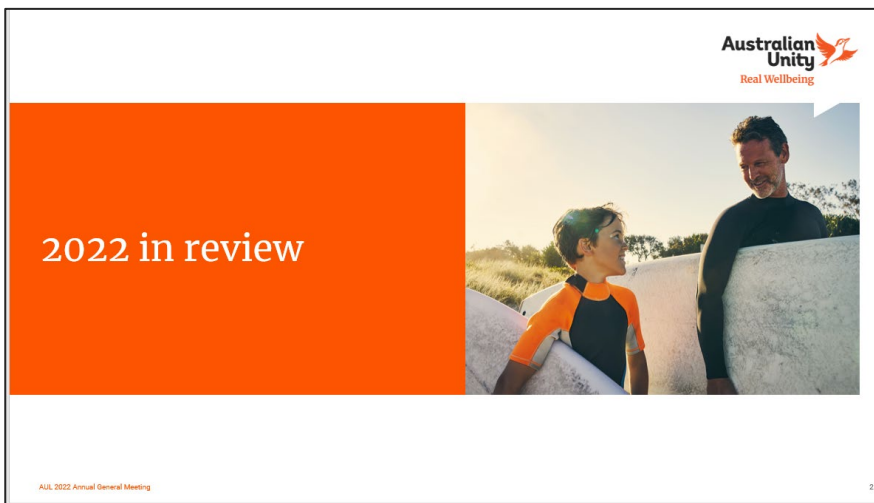 Australian
Unity
Real Wellbeing
2022 in review
AUL 2022 Annual General Meeting
2